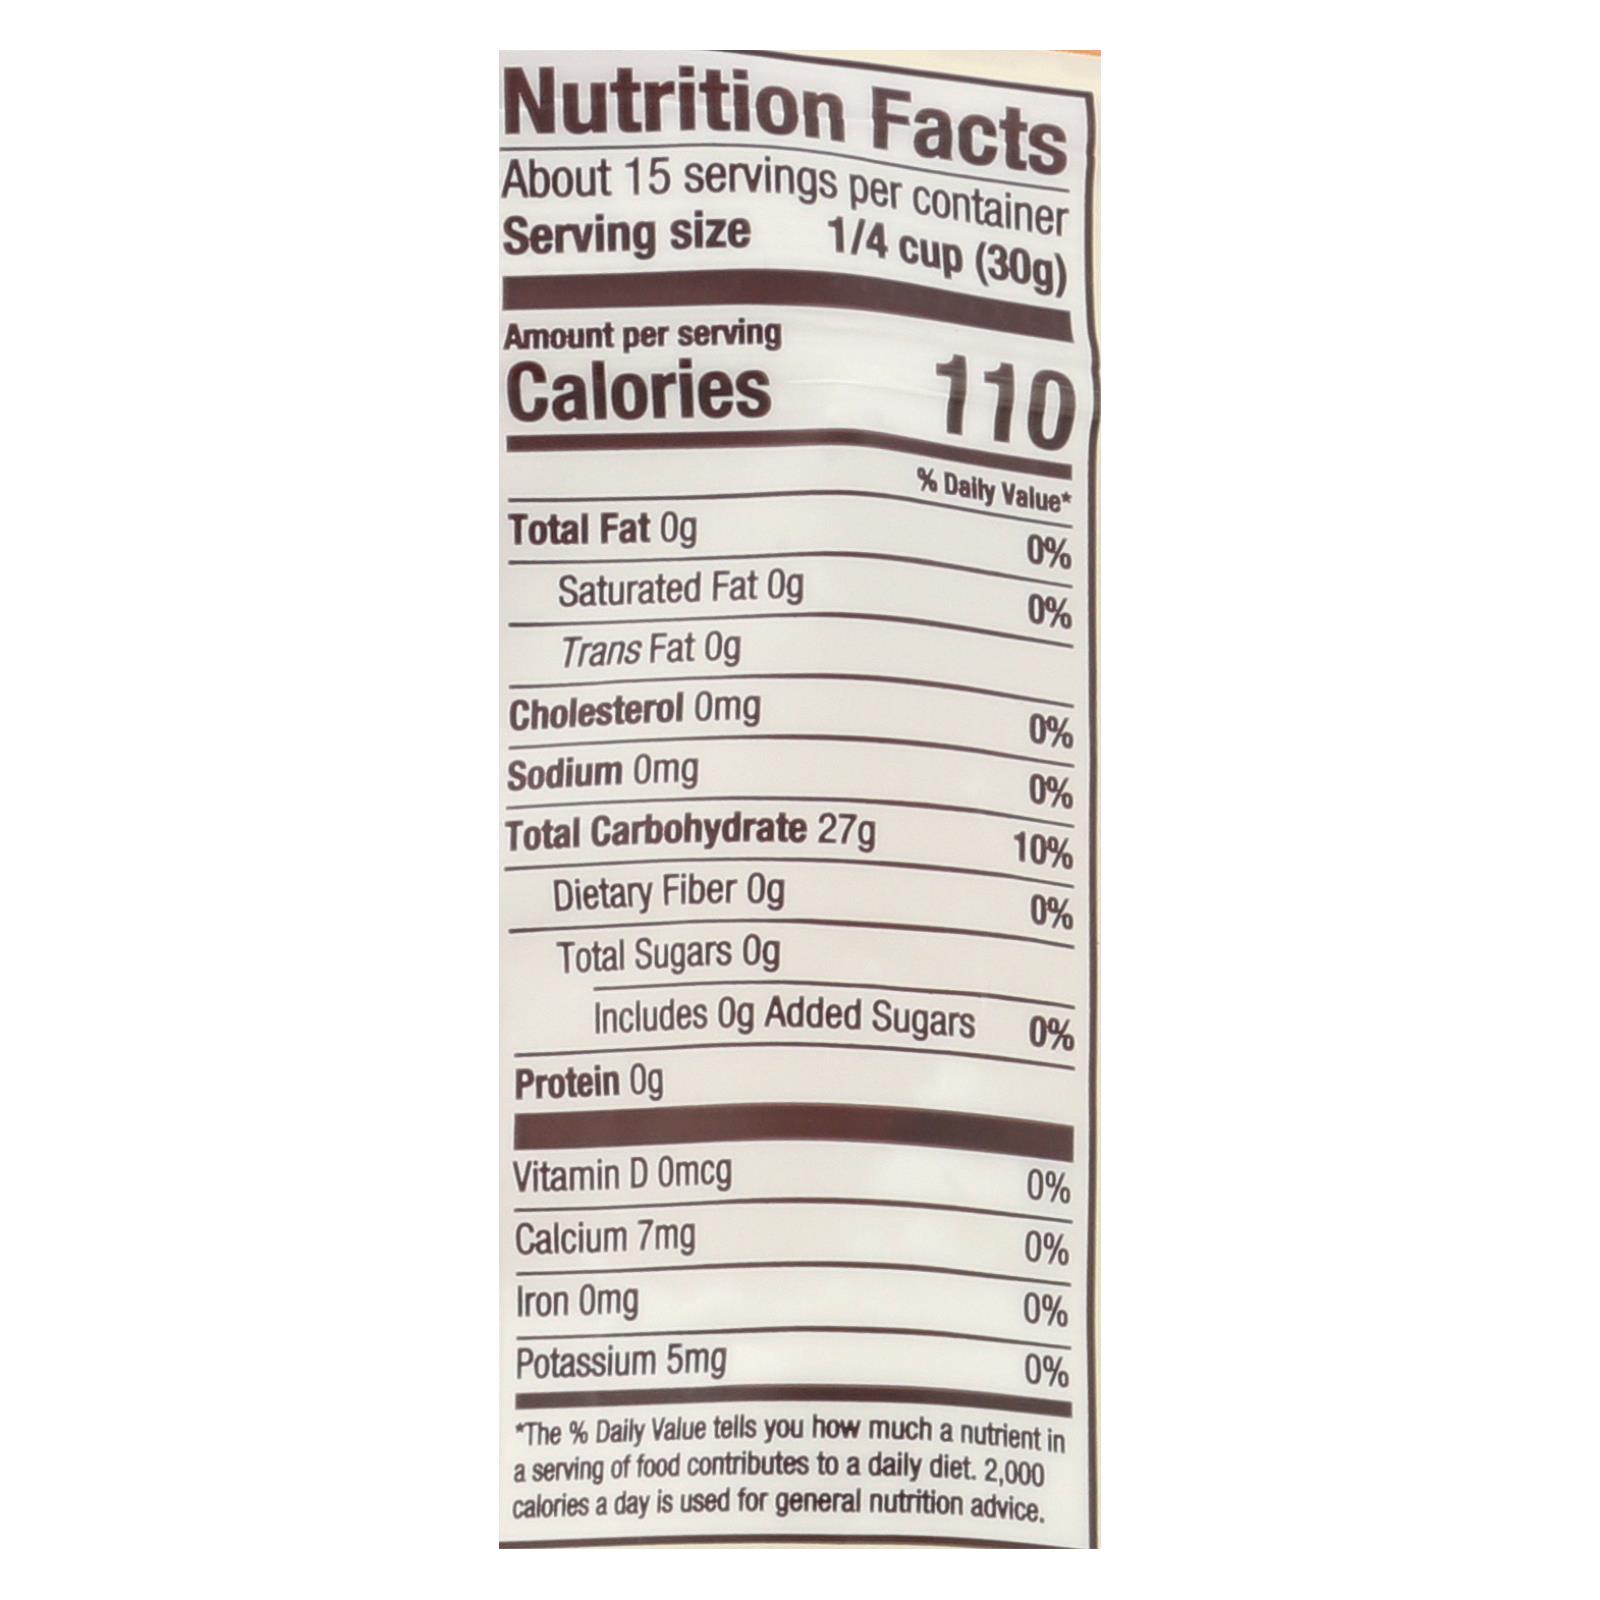 Nutrition Facts
About 15 servings per container
Serving size 1/4 cup (30g)
Amount per serving
Calories 110
% Daily Value*
Total Fat 0g 0%
Saturated Fat 0g 0%
Trans Fat 0g
Cholesterol 0mg 0%
Sodium 0mg 0%
Total Carbohydrate 27g 10%
Dietary Fiber 0g 0%
Total Sugars 0g
Includes 0g Added Sugars 0%
Protein 0g
Vitamin D 0mcg 0%
Calcium 7mg 0%
Iron 0mg 0%
Potassium 5mg 0%
*The % Daily Value tells you how much a nutrient in
a serving of food contributes to a daily diet. 2,000
calories a day is used for general nutrition advice.